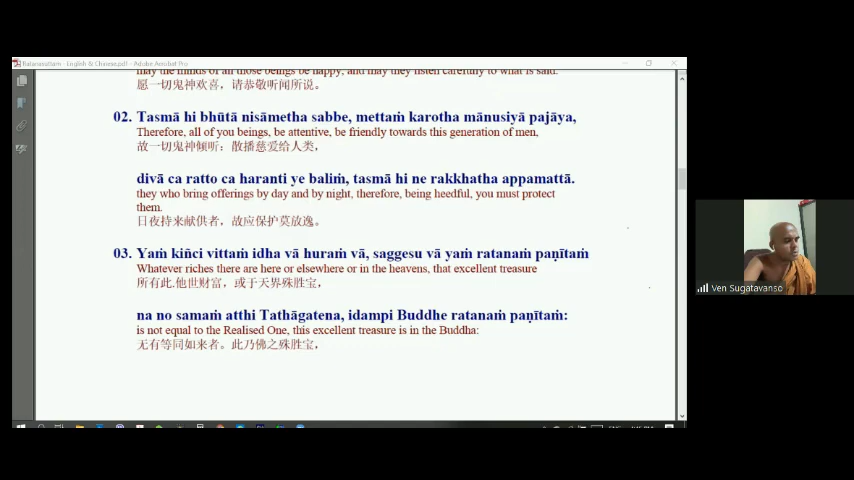 Ratanasuttam - English & Chinese.pdf - Adobe Acrobat Pro
may the minds of all those beings be happy, and may they listen carefully to what is said.
愿一切鬼神欢喜，请恭敬听闻所说。
02. Tasmā hi bhūtā nisāmetha sabbe, mettaṁ karotha mānusiyā pajāya,
Therefore, all of you beings, be attentive, be friendly towards this generation of men,
故一切鬼神倾听：散播慈爱给人类，
divā ca ratto ca haranti ye baliṁ, tasmā hi ne rakkhatha appamattā.
they who bring offerings by day and by night, therefore, being heedful, you must protect
them.
日夜持来献供者，故应保护莫放逸。
03. Yaṁ kiñci vittaṁ idha vā huraṁ vā, saggesu vā yaṁ ratanaṁ paṇītaṁ
Whatever riches there are here or elsewhere or in the heavens, that excellent treasure
所有此.他世财富，或于天界殊胜宝，
na no samaṁ atthi Tathāgatena, idampi Buddhe ratanaṁ paṇītaṁ:
is not equal to the Realised One, this excellent treasure is in the Buddha:
无有等同如来者。此乃佛之殊胜宝，
Ven Sugatavanso